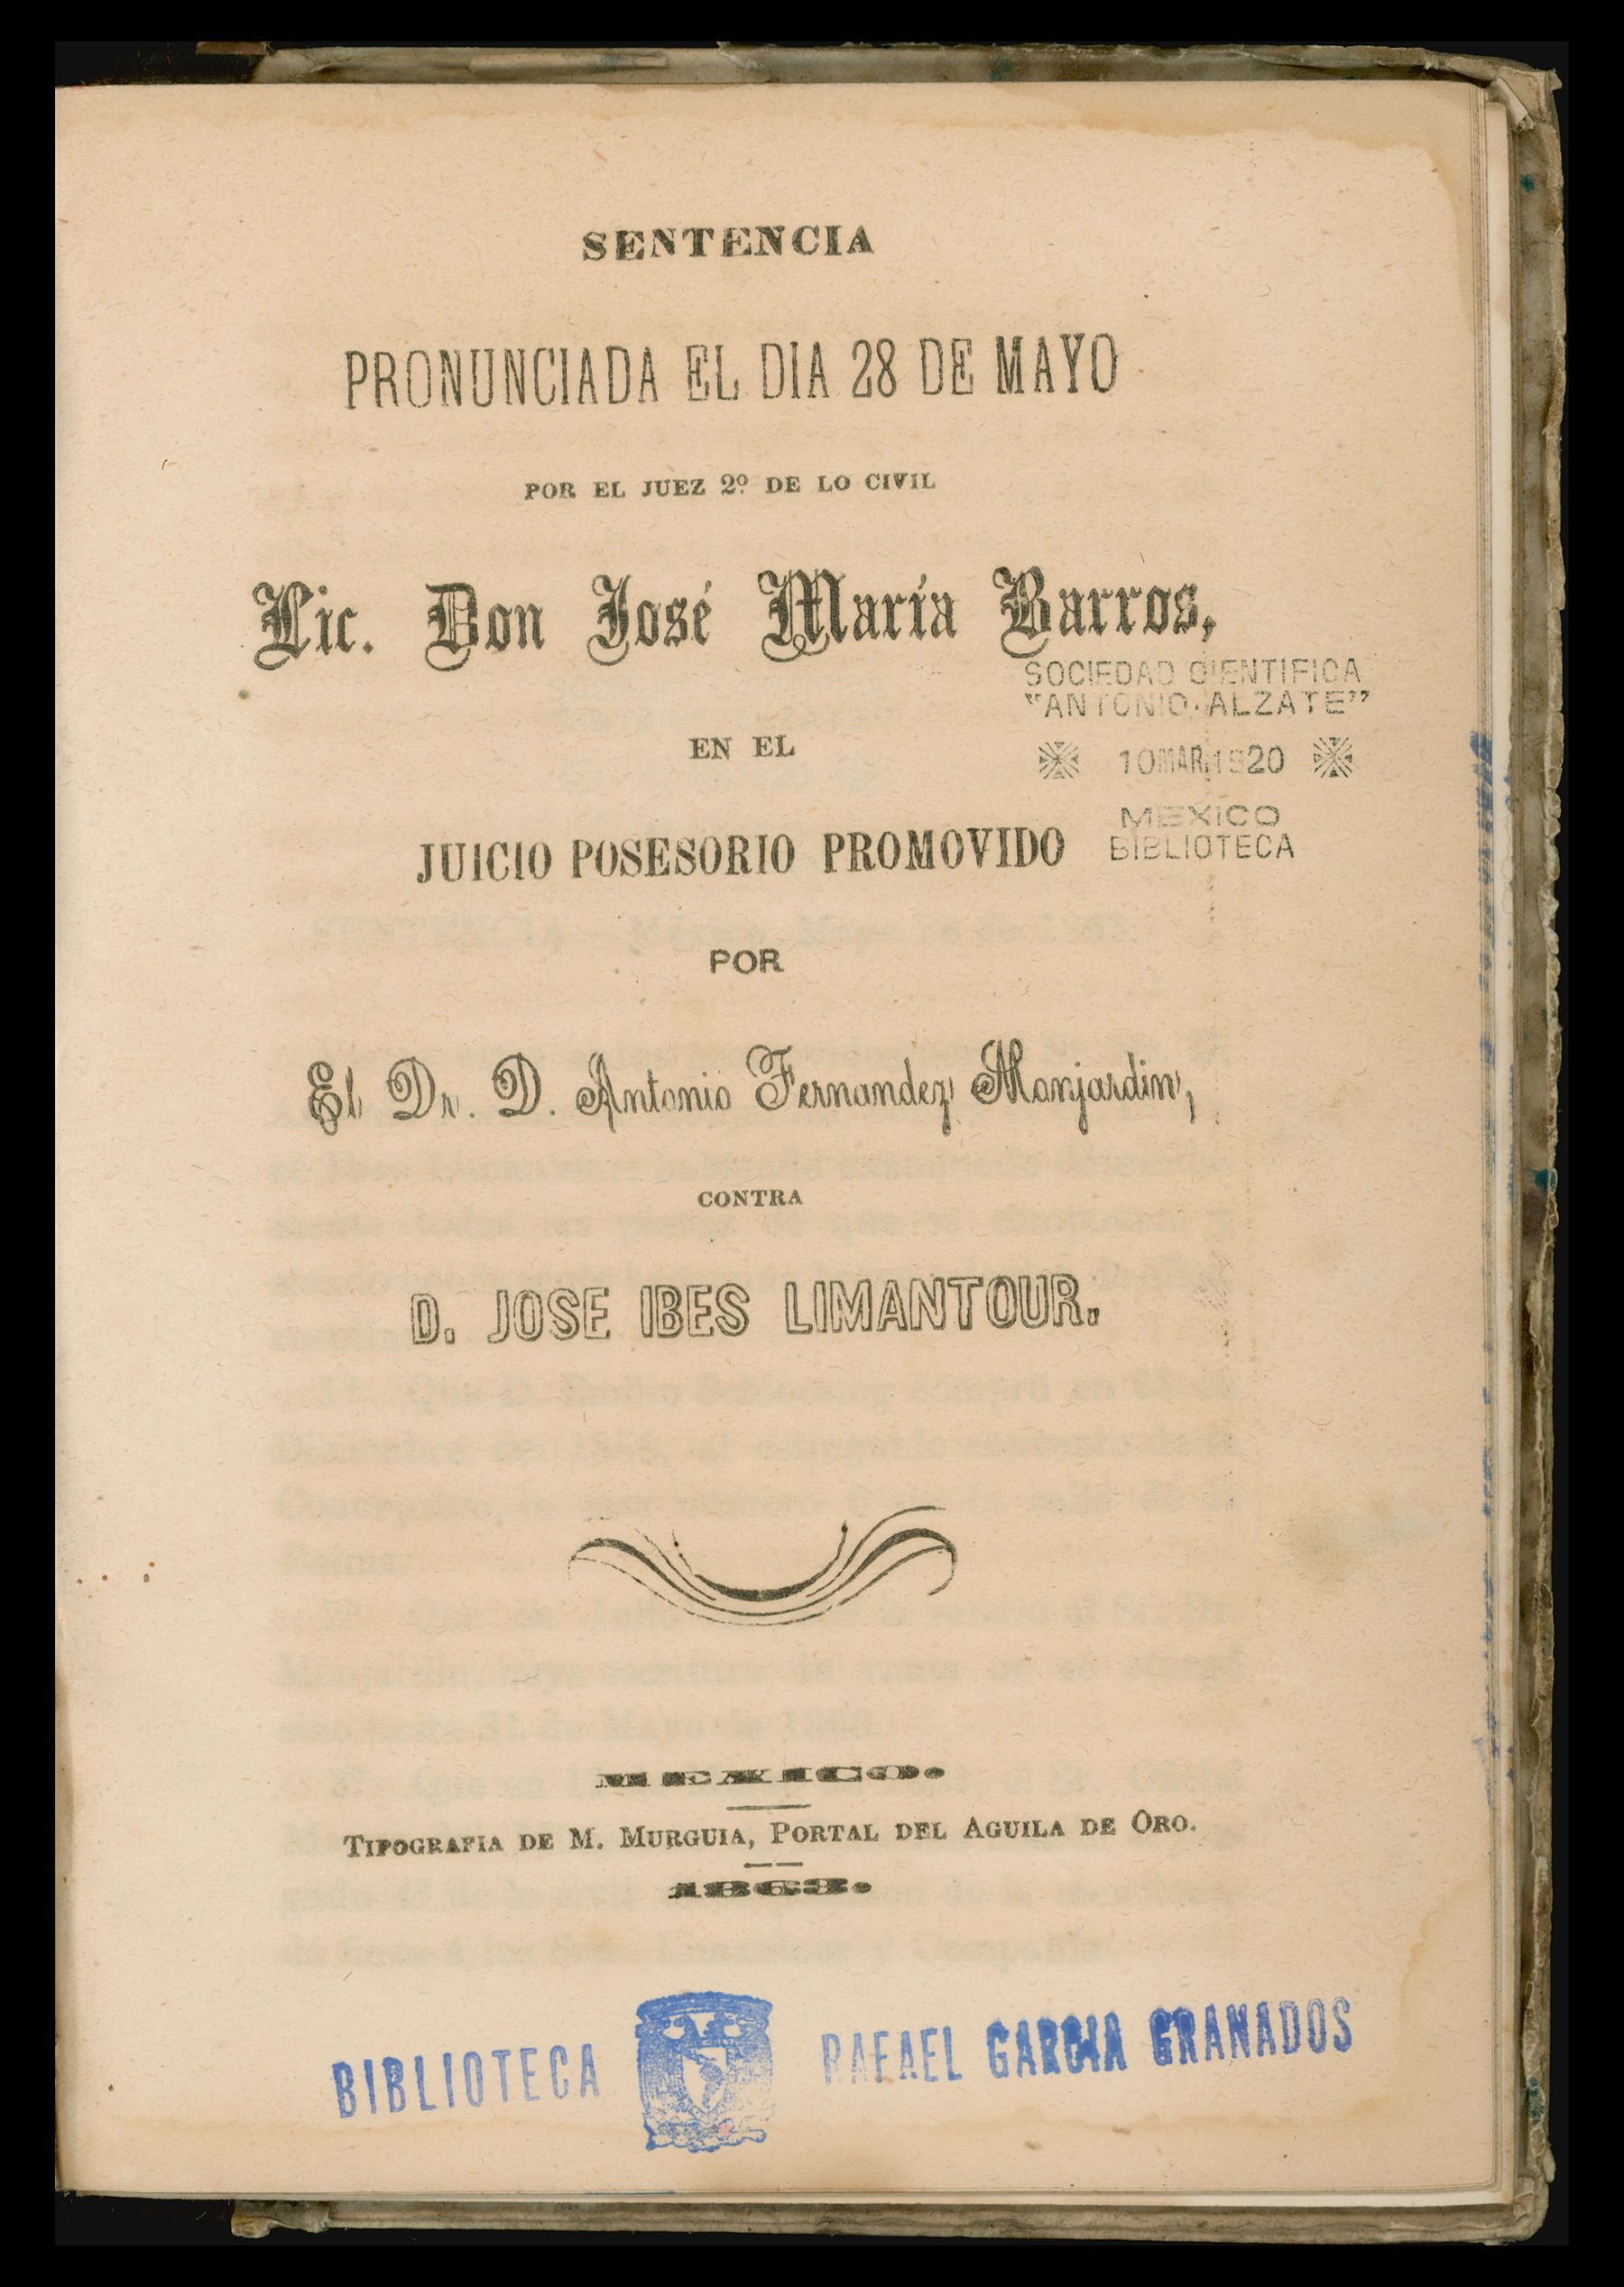 SENTENCIA
PRONUNCIADA EL DIA 28 DE MAYO
POR EL JUEZ 2º DE LO CIVIL
Lic. Don José María Barros,
SOCIEDAD CIENTIFICA
"ANTONIO ALZATE"
EN EL
10 MAR 1920
MEXICO
JUICIO POSESORIO PROMOVIDO
BIBLIOTECA
POR
El Dr. D. Antonio Fernandez Monjardin,
CONTRA
D. JOSE IBES LIMANTOUR.
MEXICO.
TIPOGRAFIA DE M. MURGUIA, PORTAL DEL AGUILA DE ORO.
1863.
BIBLIOTECA RAFAEL GARCIA GRANADOS